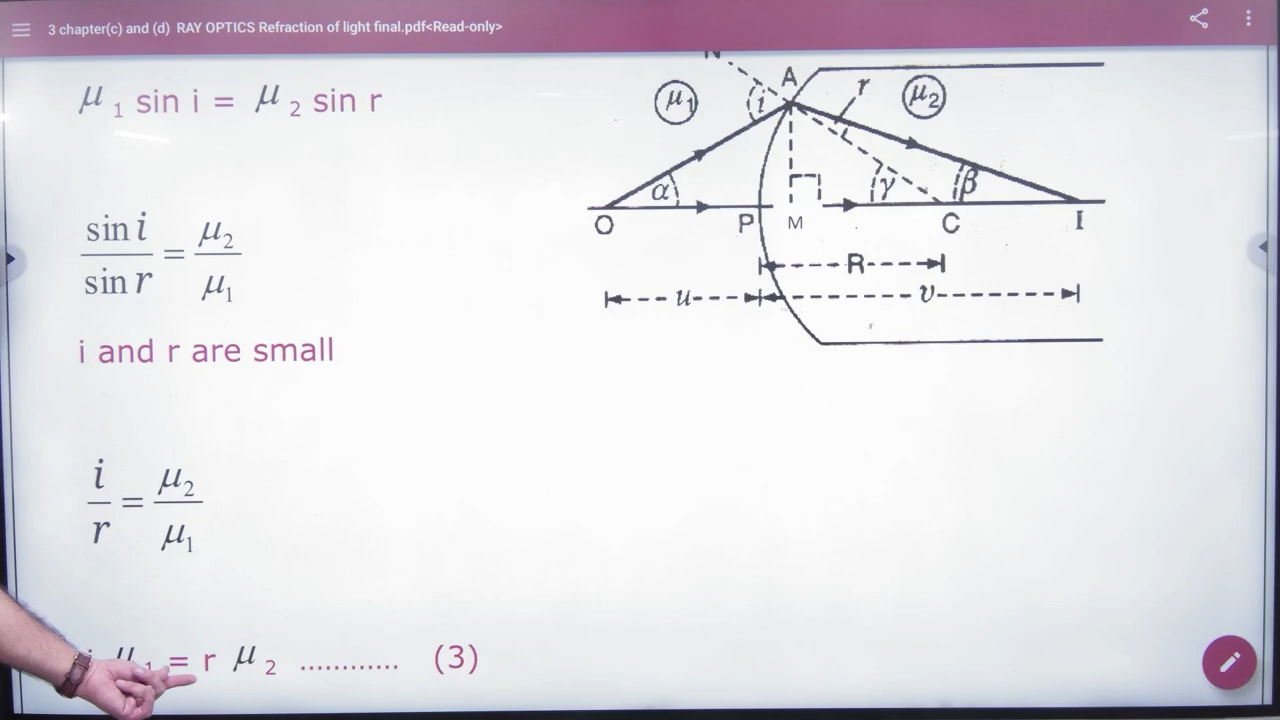 3 chapter(c) and (d) RAY OPTICS Refraction of light final.pdf<Read-only>
μ 1 sin i = μ 2 sin r
sin i / sin r = μ2 / μ1
i and r are small
i / r = μ2 / μ1
μ 1 = r μ 2 ............ (3)
N
A
μ1
i
r
μ2
α
γ
β
O
P
M
C
I
R
u
v